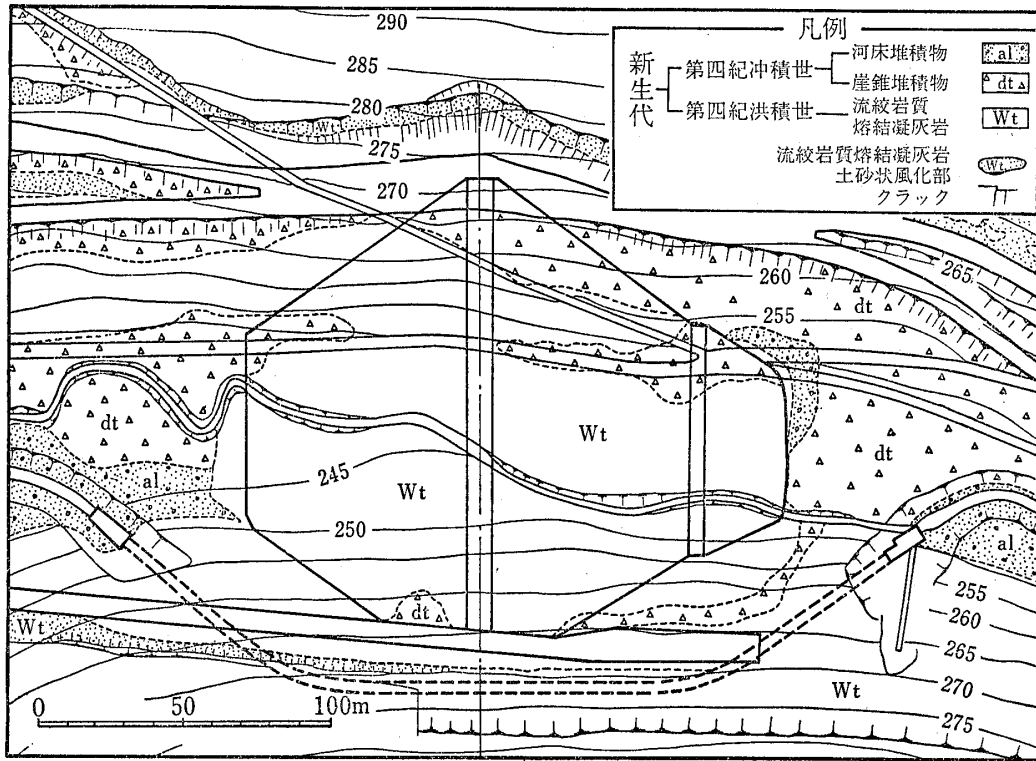 凡例
新生代
第四紀冲積世
河床堆積物
al
崖錐堆積物
dt
第四紀洪積世
流紋岩質
熔結凝灰岩
Wt
流紋岩質熔結凝灰岩
土砂状風化部
Wt
クラック
290
285
280
Wt
275
270
265
260
dt
255
dt
Wt
dt
al
245
Wt
250
al
255
260
dt
Wt
265
270
Wt
275
0 50 100m